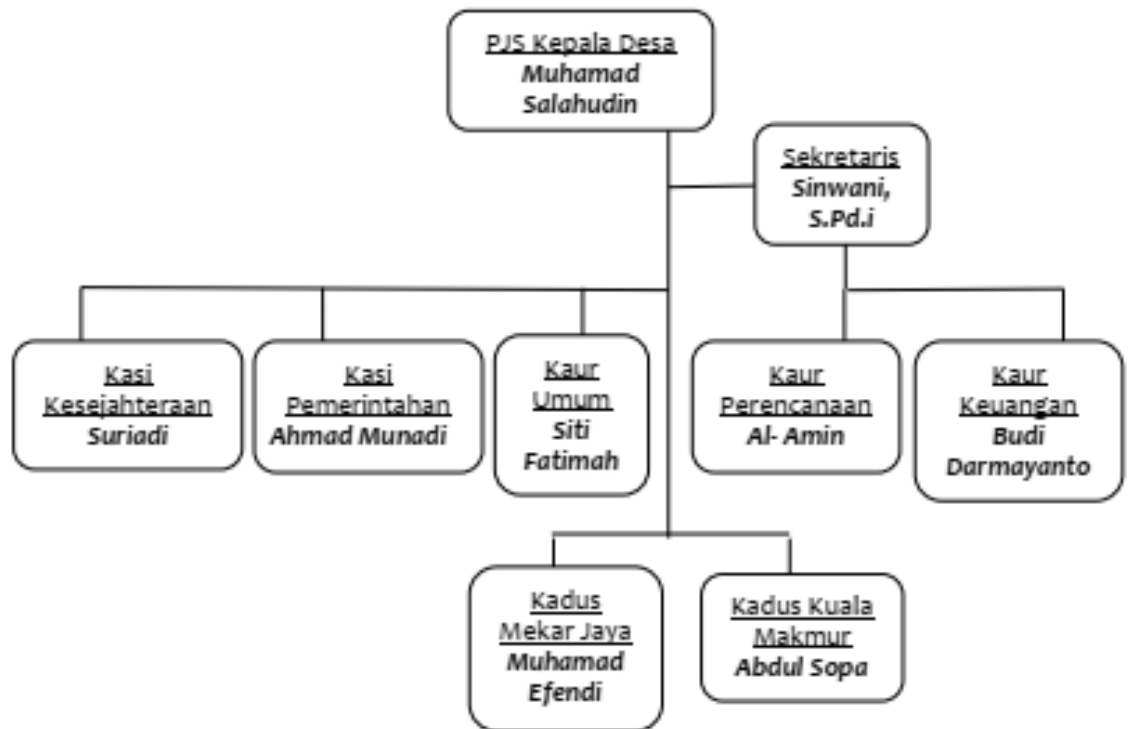 PJS Kepala Desa
Muhamad
Salahudin
Sekretaris
Sinwani,
S.Pd.i
Kasi
Kesejahteraan
Suriadi
Kasi
Pemerintahan
Ahmad Munadi
Kaur
Umum
Siti
Fatimah
Kaur
Perencanaan
Al- Amin
Kaur
Keuangan
Budi
Darmayanto
Kadus
Mekar Jaya
Muhamad
Efendi
Kadus Kuala
Makmur
Abdul Sopa